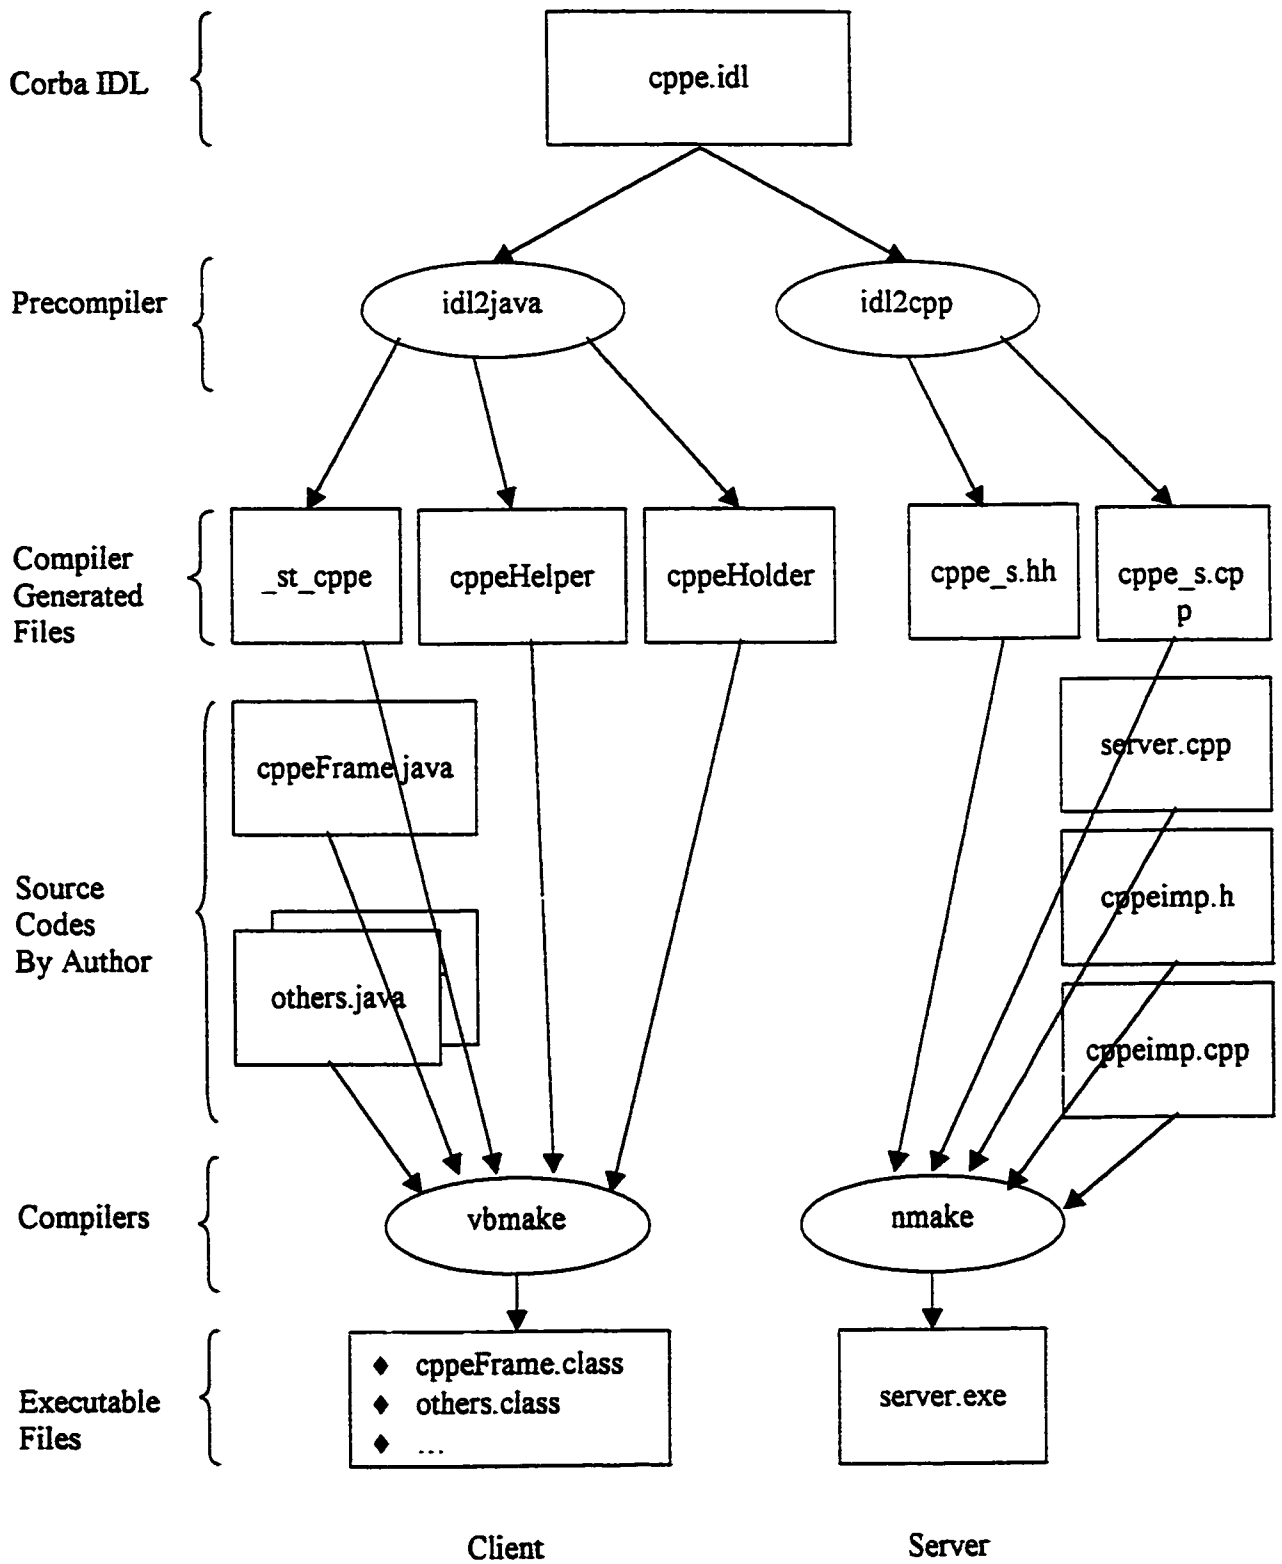 Corba IDL
cppe.idl
Precompiler
idl2java
idl2cpp
Compiler
Generated
Files
_st_cppe
cppeHelper
cppeHolder
cppe_s.hh
cppe_s.cp
p
Source
Codes
By Author
cppeFrame.java
others.java
server.cpp
cppeimp.h
cppeimp.cpp
Compilers
vbmake
nmake
Executable
Files
♦ cppeFrame.class
♦ others.class
♦ ...
server.exe
Client
Server